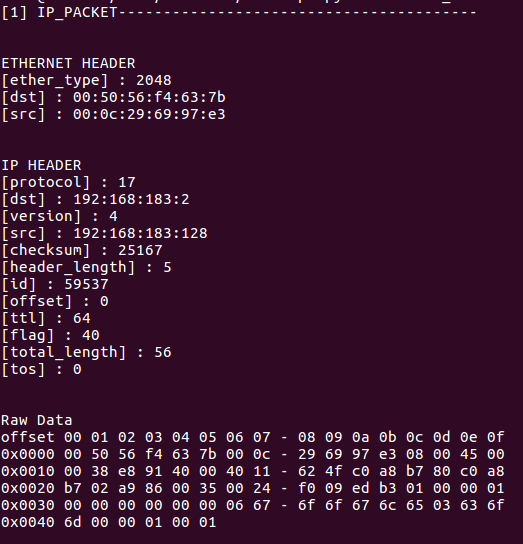 [1] IP_PACKET----------------------------------------
ETHERNET HEADER
[ether_type] : 2048
[dst] : 00:50:56:f4:63:7b
[src] : 00:0c:29:69:97:e3
IP HEADER
[protocol] : 17
[dst] : 192:168:183:2
[version] : 4
[src] : 192:168:183:128
[checksum] : 25167
[header_length] : 5
[id] : 59537
[offset] : 0
[ttl] : 64
[flag] : 40
[total_length] : 56
[tos] : 0
Raw Data
offset 00 01 02 03 04 05 06 07 - 08 09 0a 0b 0c 0d 0e 0f
0x0000 00 50 56 f4 63 7b 00 0c - 29 69 97 e3 08 00 45 00
0x0010 00 38 e8 91 40 00 40 11 - 62 4f c0 a8 b7 80 c0 a8
0x0020 b7 02 a9 86 00 35 00 24 - f0 09 ed b3 01 00 00 01
0x0030 00 00 00 00 00 00 06 67 - 6f 6f 67 6c 65 03 63 6f
0x0040 6d 00 00 01 00 01